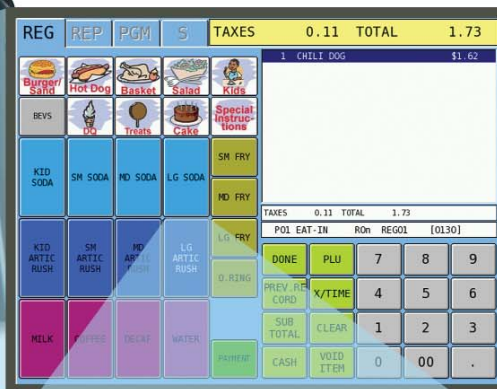 REG REP PGM S TAXES 0.11 TOTAL 1.73
1 CHILI DOG $1.62
Burger/
Sand
Hot Dog
Basket
Salad
Kids
BEVS
DQ
Treats
Cake
Special
Instruc-
tions
KID
SODA
SM SODA
MD SODA
LG SODA
SM FRY
MD FRY
KID
ARTIC
RUSH
SM
ARTIC
RUSH
MD
ARTIC
RUSH
LG
ARTIC
RUSH
LG FRY
O.RING
MILK
COFFEE
DECAF
WATER
PAYMENT
TAXES 0.11 TOTAL 1.73
PO1 EAT-IN ROn REG01 [0130]
DONE PLU 7 8 9
PREV.RE
CORD
X/TIME 4 5 6
SUB
TOTAL
CLEAR 1 2 3
CASH
VOID
ITEM
0 00 .